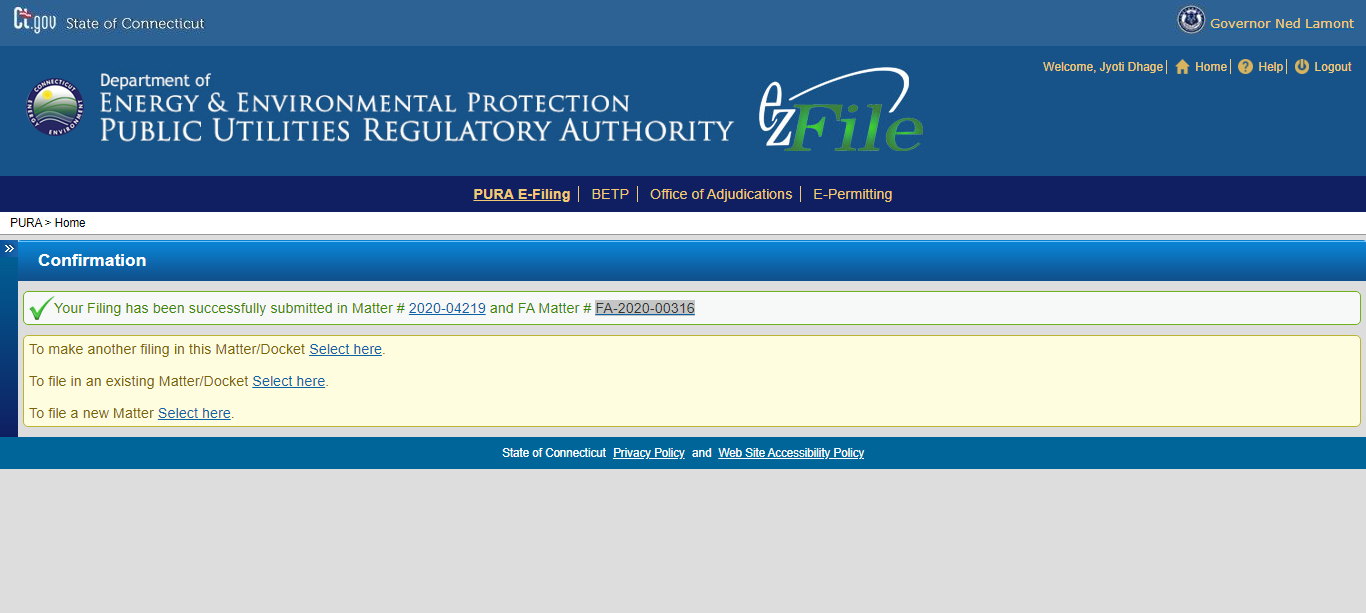 Ct.gov State of Connecticut
Governor Ned Lamont
Welcome, Jyoti Dhage | Home | Help | Logout
Department of
ENERGY & ENVIRONMENTAL PROTECTION
PUBLIC UTILITIES REGULATORY AUTHORITY
ezFile
CONNECTICUT
ENERGY ENVIRONMENT
PURA E-Filing | BETP | Office of Adjudications | E-Permitting
PURA > Home
» Confirmation
Your Filing has been successfully submitted in Matter # 2020-04219 and FA Matter # FA-2020-00316
To make another filing in this Matter/Docket Select here.
To file in an existing Matter/Docket Select here.
To file a new Matter Select here.
State of Connecticut Privacy Policy and Web Site Accessibility Policy